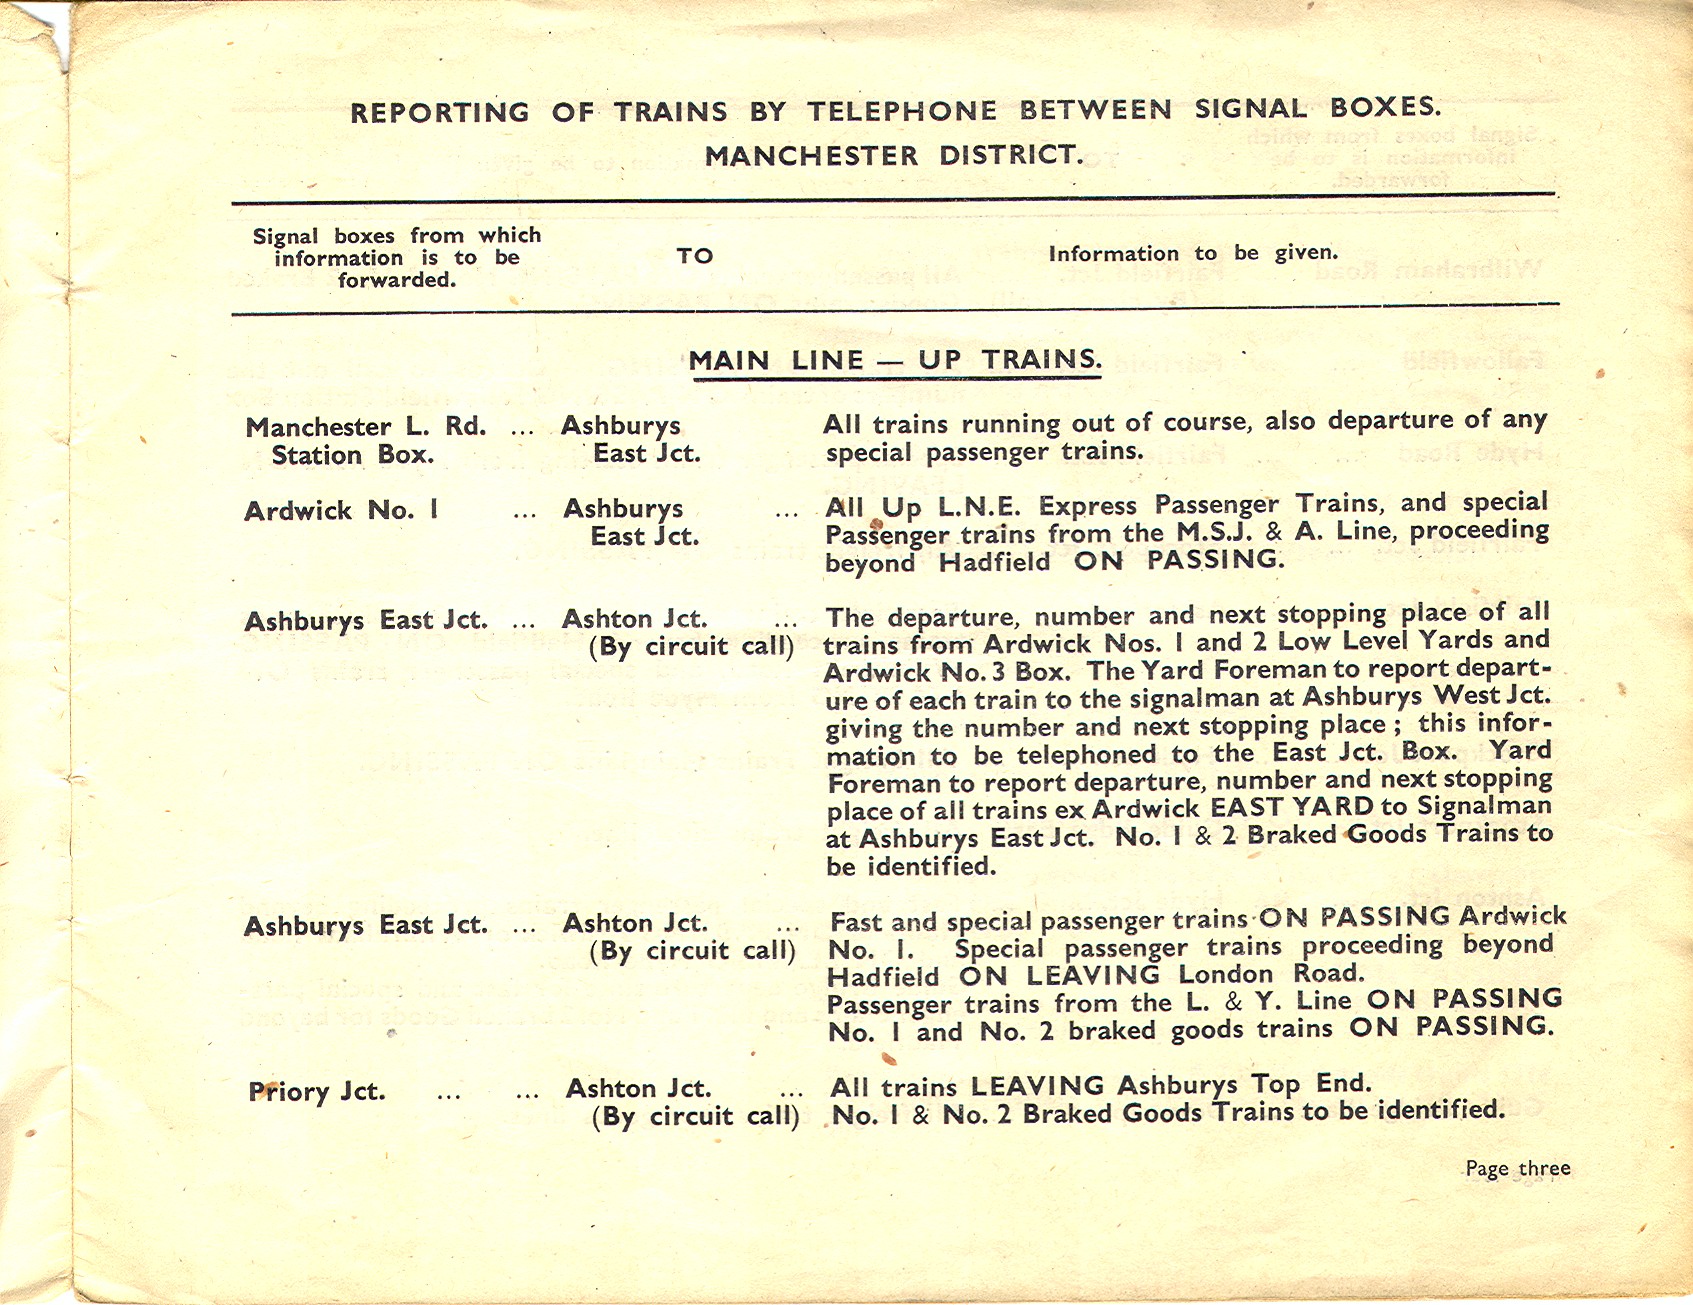 REPORTING OF TRAINS BY TELEPHONE BETWEEN SIGNAL BOXES.
MANCHESTER DISTRICT.
Signal boxes from which
information is to be
forwarded.
TO
Information to be given.
MAIN LINE — UP TRAINS.
Manchester L. Rd. ... Ashburys All trains running out of course, also departure of any
Station Box. East Jct. special passenger trains.
Ardwick No. 1 ... Ashburys ... All Up L.N.E. Express Passenger Trains, and special
East Jct. Passenger trains from the M.S.J. & A. Line, proceeding
beyond Hadfield ON PASSING.
Ashburys East Jct. ... Ashton Jct. ... The departure, number and next stopping place of all
(By circuit call) trains from Ardwick Nos. 1 and 2 Low Level Yards and
Ardwick No. 3 Box. The Yard Foreman to report depart-
ure of each train to the signalman at Ashburys West Jct.
giving the number and next stopping place ; this infor-
mation to be telephoned to the East Jct. Box. Yard
Foreman to report departure, number and next stopping
place of all trains ex Ardwick EAST YARD to Signalman
at Ashburys East Jct. No. 1 & 2 Braked Goods Trains to
be identified.
Ashburys East Jct. ... Ashton Jct. ... Fast and special passenger trains ON PASSING Ardwick
(By circuit call) No. 1. Special passenger trains proceeding beyond
Hadfield ON LEAVING London Road.
Passenger trains from the L. & Y. Line ON PASSING
No. 1 and No. 2 braked goods trains ON PASSING.
Priory Jct. ... ... Ashton Jct. ... All trains LEAVING Ashburys Top End.
(By circuit call) No. 1 & No. 2 Braked Goods Trains to be identified.
Page three